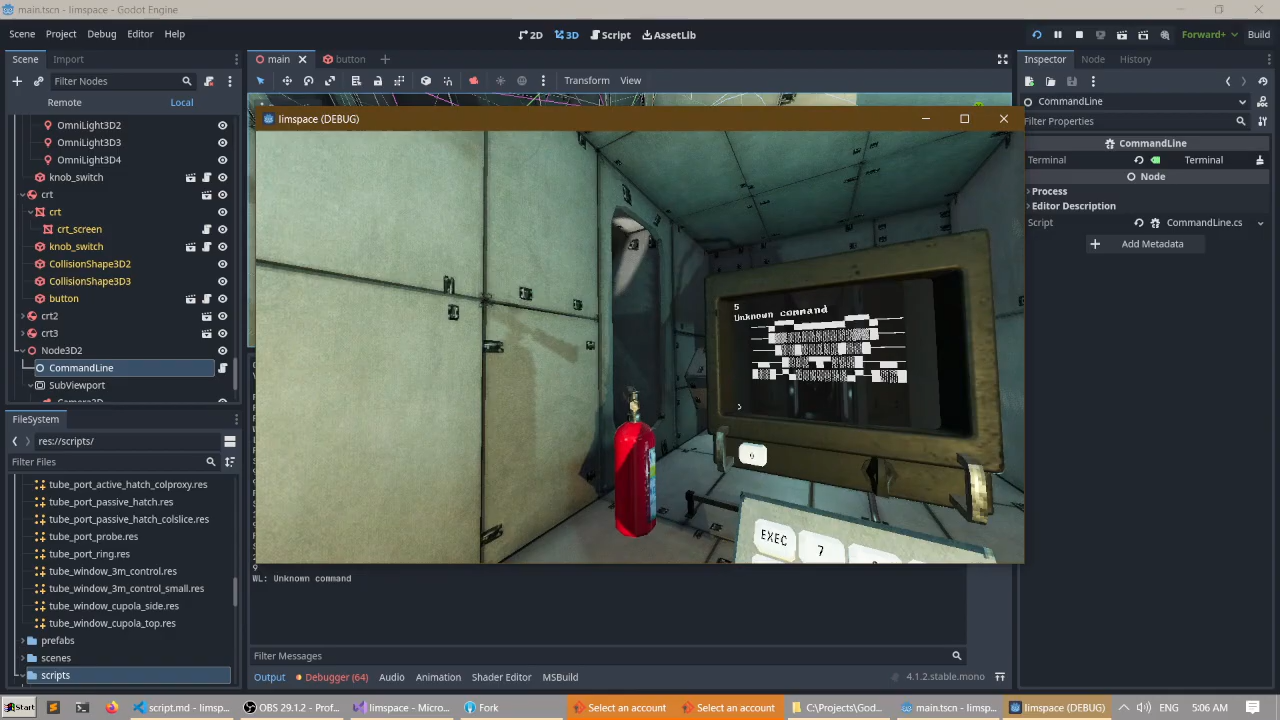 main.tscn - limspace - Godot Engine
Scene Project Debug Editor Help
2D 3D Script AssetLib
Forward+ Build
Scene Import
main button
Inspector Node History
Filter Nodes
Transform View
Remote Local
CommandLine
Filter Properties
OmniLight3D2
OmniLight3D3
OmniLight3D4
knob_switch
crt
crt
crt_screen
knob_switch
CollisionShape3D2
CollisionShape3D3
button
crt2
crt3
Node3D2
CommandLine
SubViewport
Camera3D
CommandLine
Terminal Terminal
Node
Process
Editor Description
Script CommandLine.cs
Add Metadata
limspace (DEBUG)
5
Unknown command
>
0
EXEC 7
FileSystem
res://scripts/
Filter Files
tube_port_active_hatch_colproxy.res
tube_port_passive_hatch.res
tube_port_passive_hatch_colslice.res
tube_port_probe.res
tube_port_ring.res
tube_window_3m_control.res
tube_window_3m_control_small.res
tube_window_cupola_side.res
tube_window_cupola_top.res
prefabs
scenes
scripts
9
WL: Unknown command
Filter Messages
Output Debugger (64) Audio Animation Shader Editor MSBuild
4.1.2.stable.mono
Start
script.md - limsp...
OBS 29.1.2 - Prof...
limspace - Micro...
Fork
Select an account
Select an account
C:\Projects\God...
main.tscn - limsp...
limspace (DEBUG)
ENG 5:06 AM